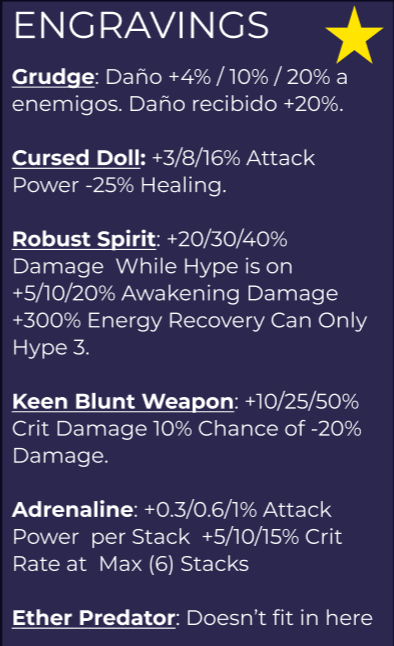 ENGRAVINGS
Grudge: Daño +4% / 10% / 20% a
enemigos. Daño recibido +20%.
Cursed Doll: +3/8/16% Attack
Power -25% Healing.
Robust Spirit: +20/30/40%
Damage  While Hype is on
+5/10/20% Awakening Damage
+300% Energy Recovery Can Only
Hype 3.
Keen Blunt Weapon: +10/25/50%
Crit Damage 10% Chance of -20%
Damage.
Adrenaline: +0.3/0.6/1% Attack
Power  per Stack  +5/10/15% Crit
Rate at  Max (6) Stacks
Ether Predator: Doesn’t fit in here